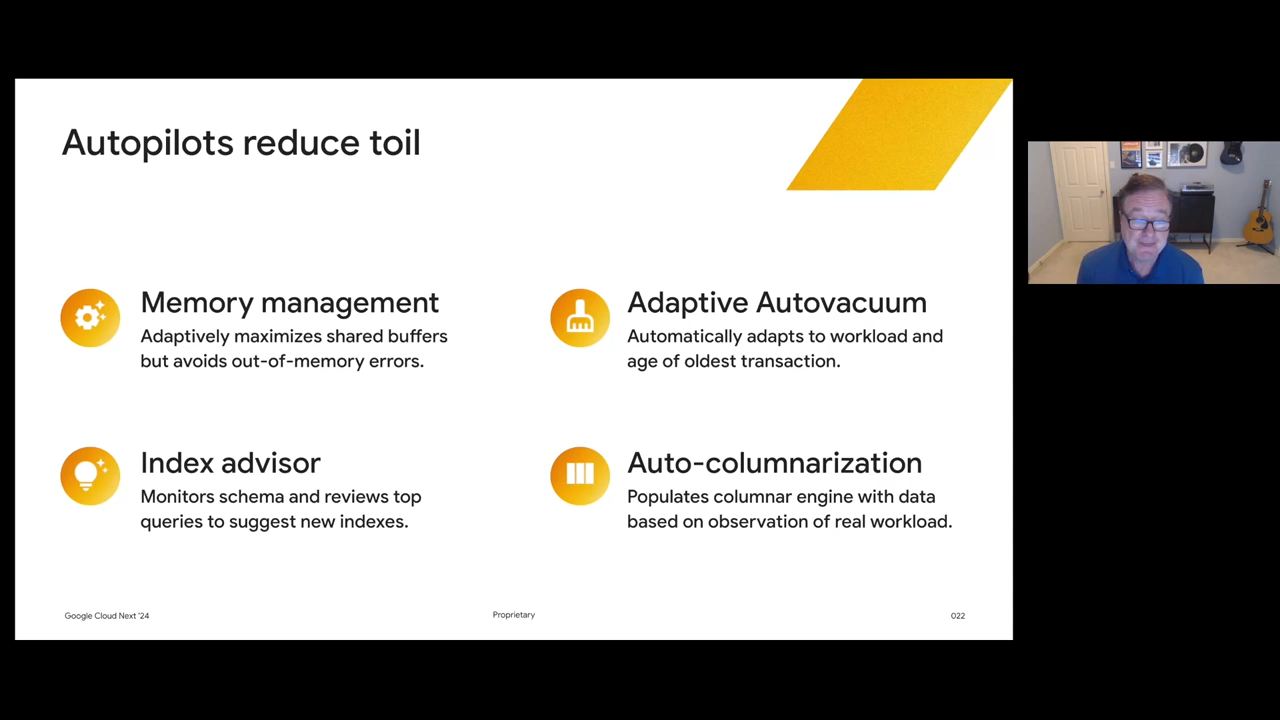 Autopilots reduce toil
Memory management
Adaptively maximizes shared buffers
but avoids out-of-memory errors.
Adaptive Autovacuum
Automatically adapts to workload and
age of oldest transaction.
Index advisor
Monitors schema and reviews top
queries to suggest new indexes.
Auto-columnarization
Populates columnar engine with data
based on observation of real workload.
Google Cloud Next '24
Proprietary
022